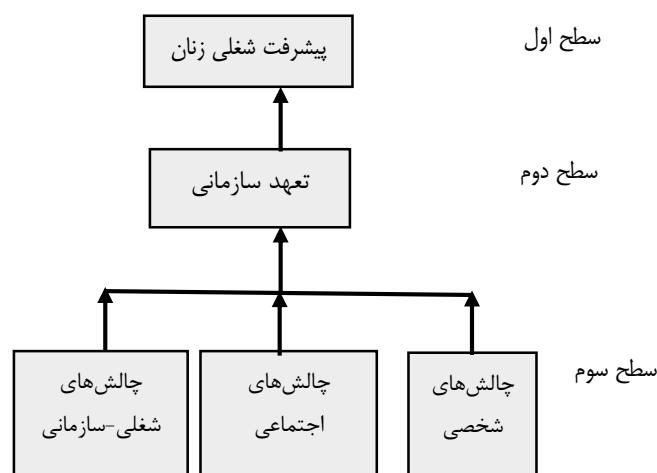 سطح اول
پیشرفت شغلی زنان
سطح دوم
تعهد سازمانی
سطح سوم
چالش‌های
شخصی
چالش‌های
اجتماعی
چالش‌های
شغلی-سازمانی